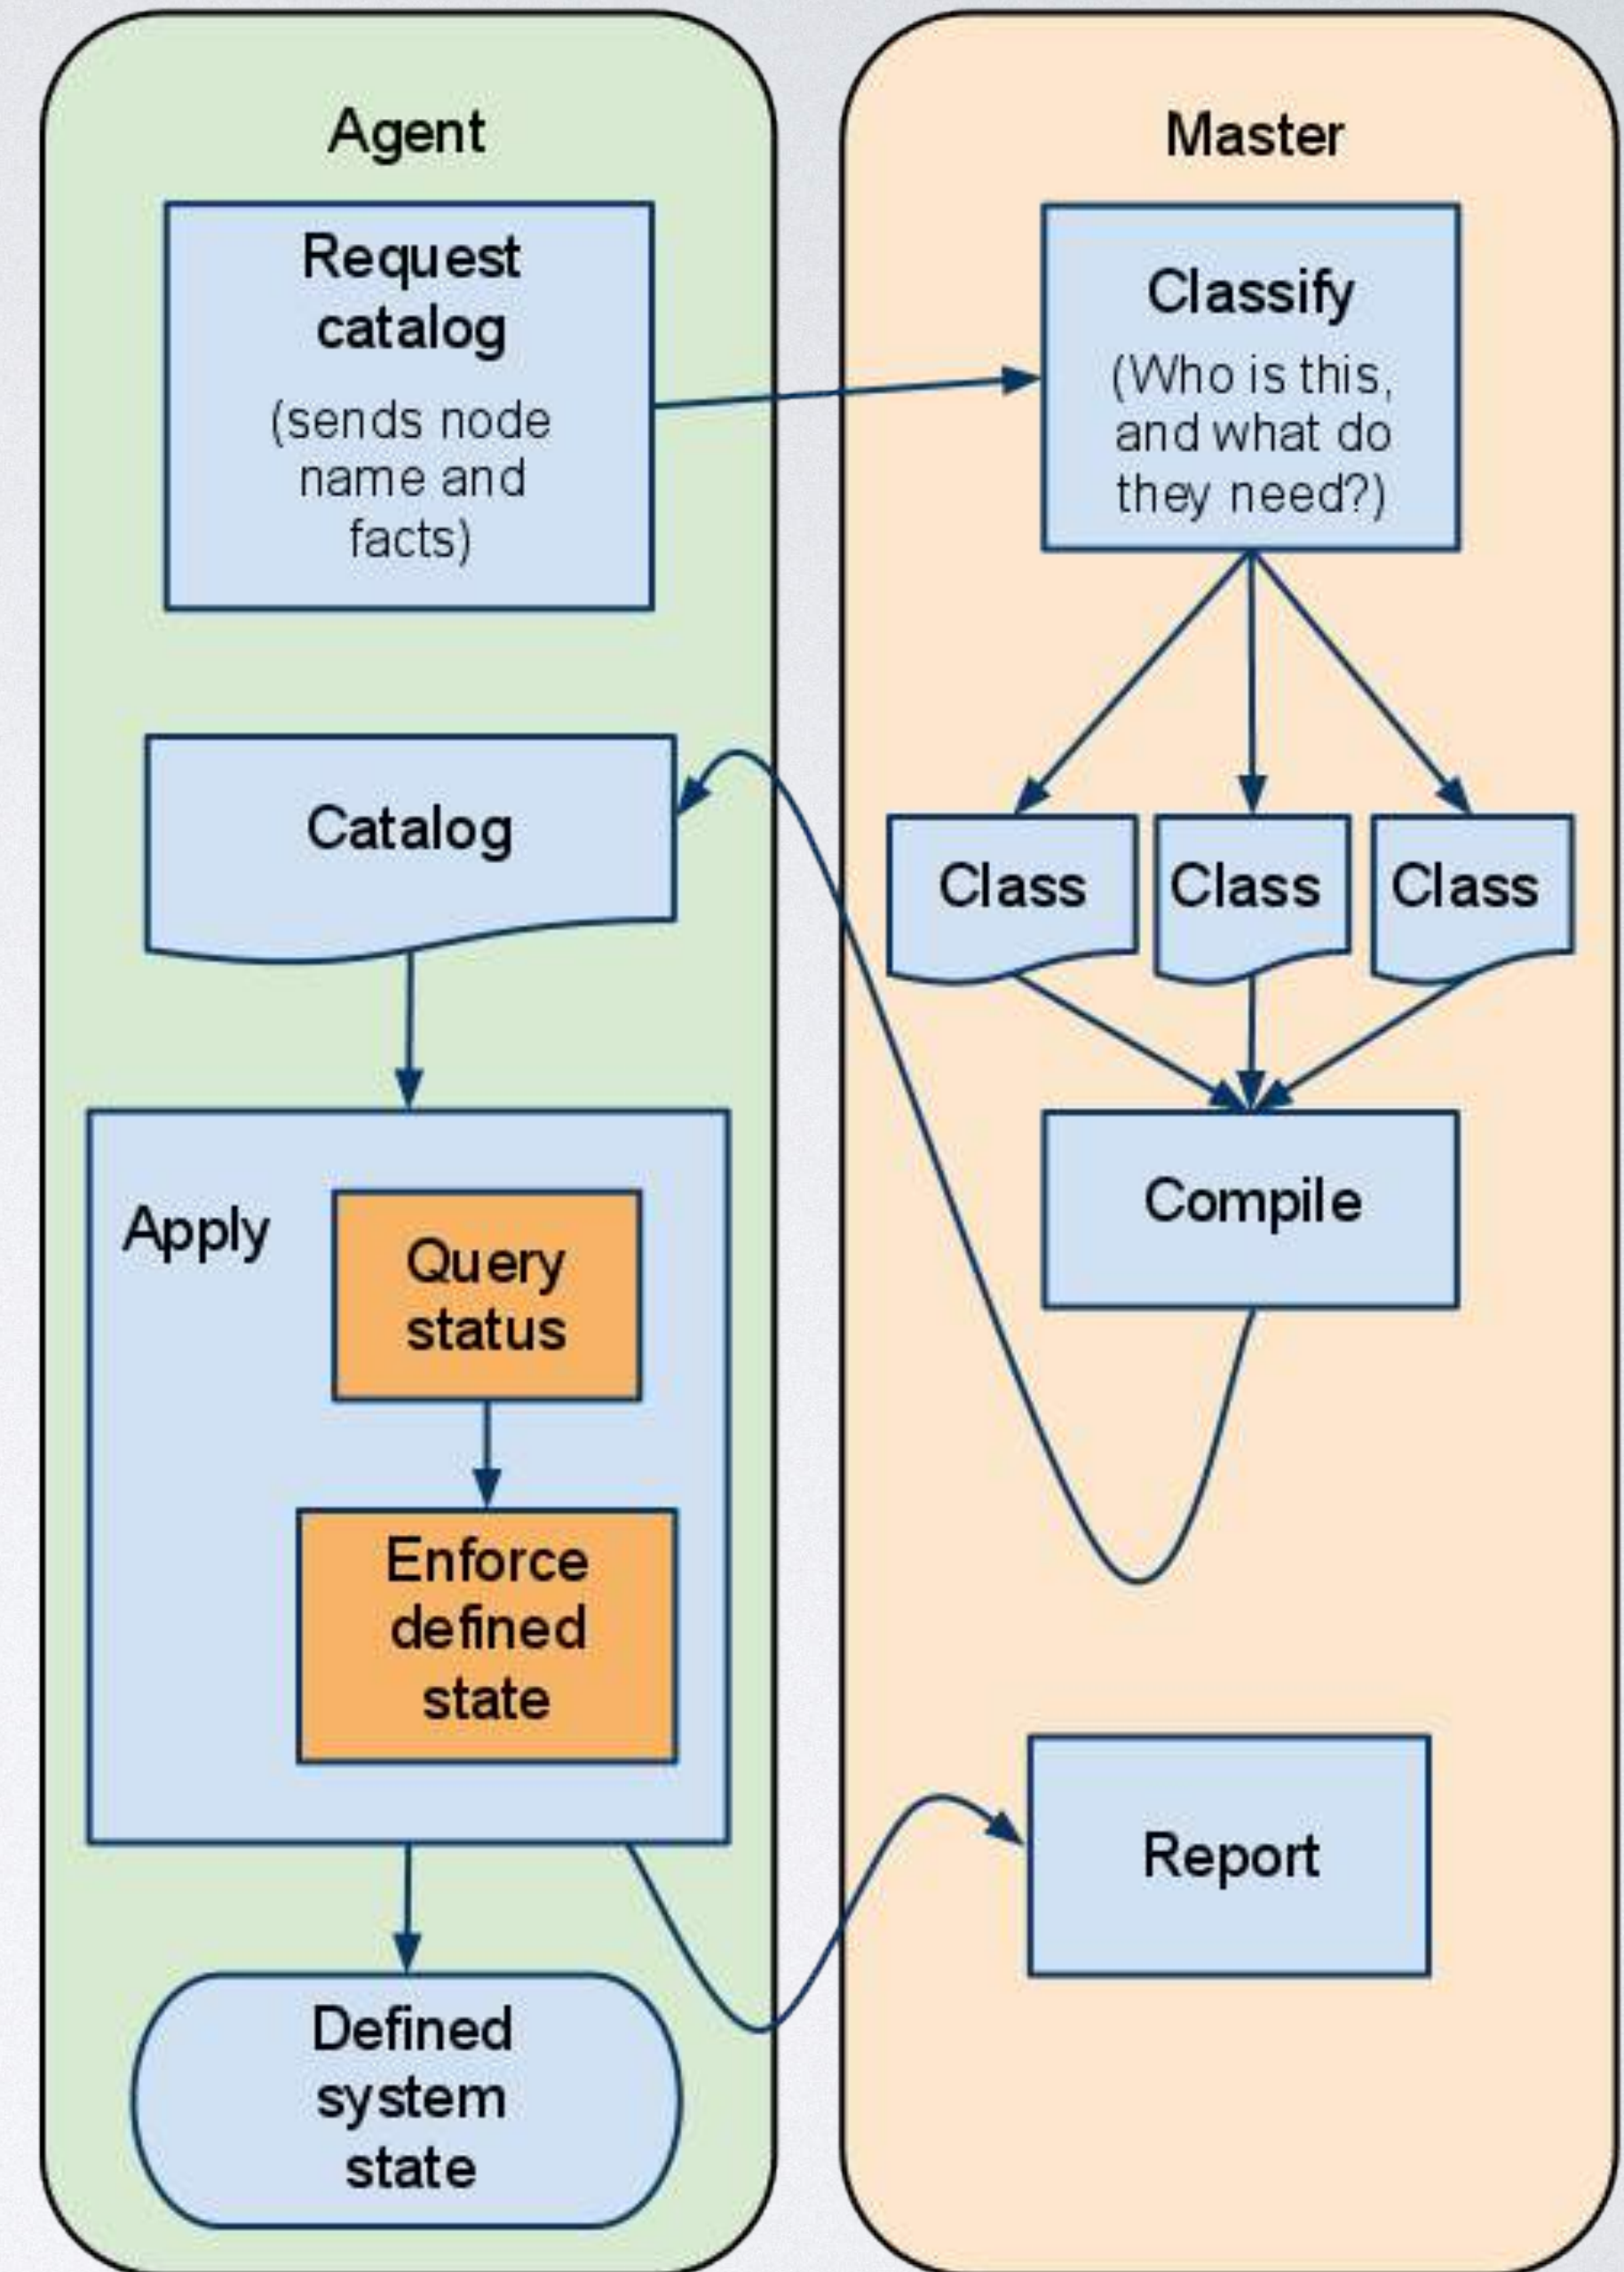 Agent
Request
catalog
(sends node
name and
facts)
Catalog
Apply
Query
status
Enforce
defined
state
Defined
system
state
Master
Classify
(Who is this,
and what do
they need?)
Class
Class
Class
Compile
Report